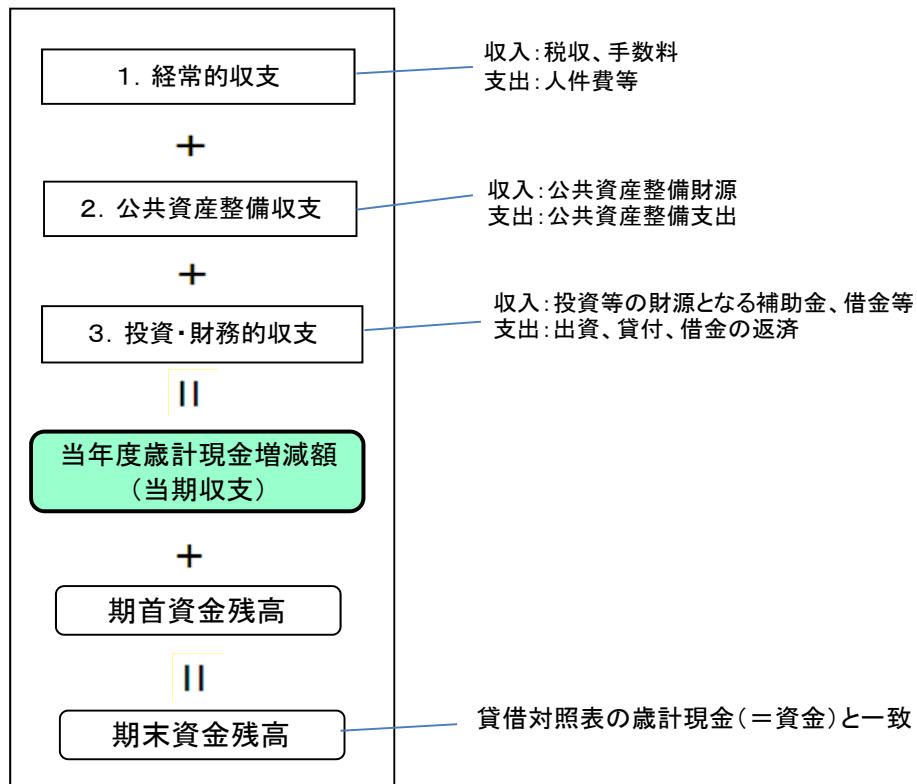 1．経常的収支
収入：税収、手数料
支出：人件費等
＋
2．公共資産整備収支
収入：公共資産整備財源
支出：公共資産整備支出
＋
3．投資・財務的収支
収入：投資等の財源となる補助金、借金等
支出：出資、貸付、借金の返済
＝
当年度歳計現金増減額
（当期収支）
＋
期首資金残高
＝
期末資金残高
貸借対照表の歳計現金（＝資金）と一致